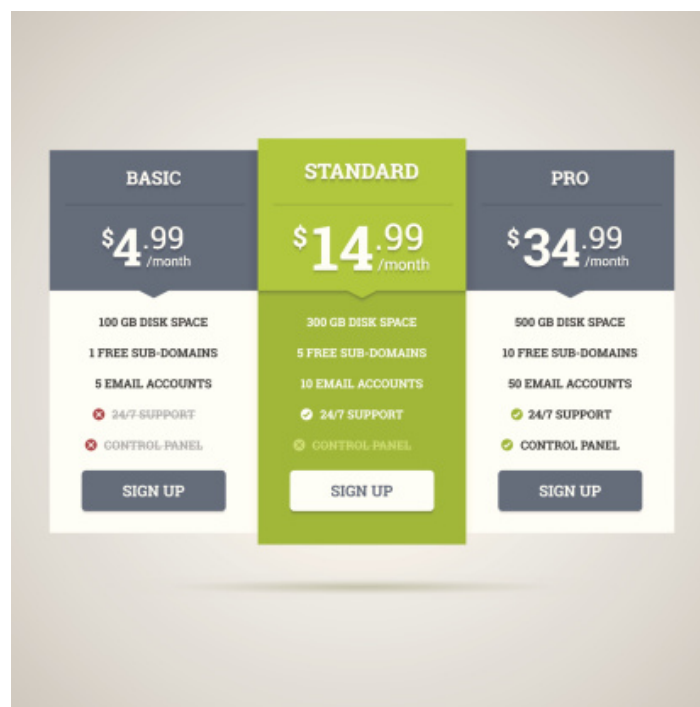 BASIC
$4.99
/month
100 GB DISK SPACE
1 FREE SUB-DOMAINS
5 EMAIL ACCOUNTS
24/7 SUPPORT
CONTROL PANEL
SIGN UP
STANDARD
$14.99
/month
300 GB DISK SPACE
5 FREE SUB-DOMAINS
10 EMAIL ACCOUNTS
24/7 SUPPORT
CONTROL PANEL
SIGN UP
PRO
$34.99
/month
500 GB DISK SPACE
10 FREE SUB-DOMAINS
50 EMAIL ACCOUNTS
24/7 SUPPORT
CONTROL PANEL
SIGN UP